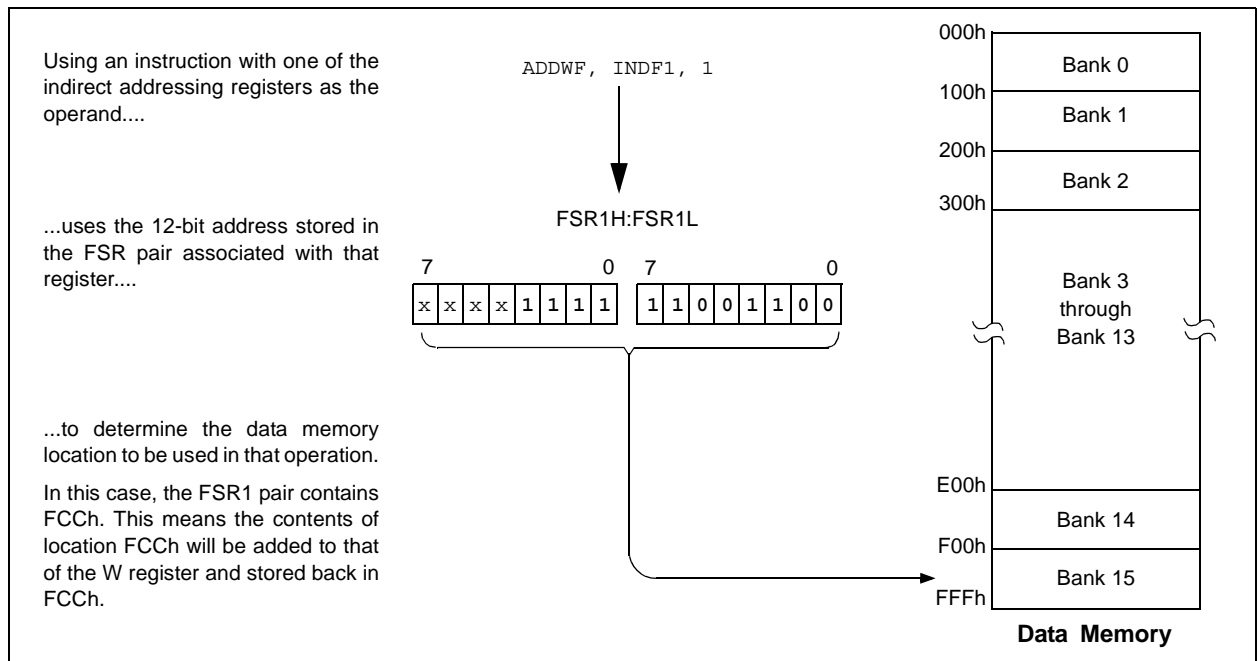 Using an instruction with one of the
indirect addressing registers as the
operand....
ADDWF, INDF1, 1
...uses the 12-bit address stored in
the FSR pair associated with that
register....
FSR1H:FSR1L
7 0 7 0
x x x x 1 1 1 1 1 1 0 0 1 1 0 0
...to determine the data memory
location to be used in that operation.
In this case, the FSR1 pair contains
FCCh. This means the contents of
location FCCh will be added to that
of the W register and stored back in
FCCh.
000h
Bank 0
100h
Bank 1
200h
Bank 2
300h
Bank 3
through
Bank 13
E00h
Bank 14
F00h
Bank 15
FFFh
Data Memory